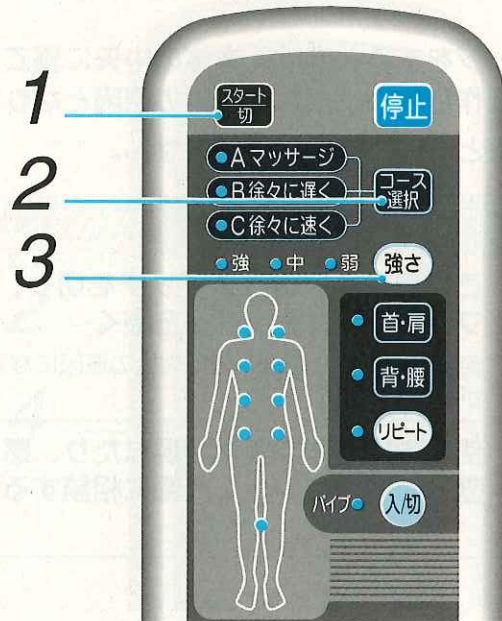 1
スタート
切
停止
Aマッサージ
2
B徐々に遅く
コース
選択
C徐々に速く
3
強 中 弱 強さ
首・肩
背・腰
リピート
バイブ 入/切